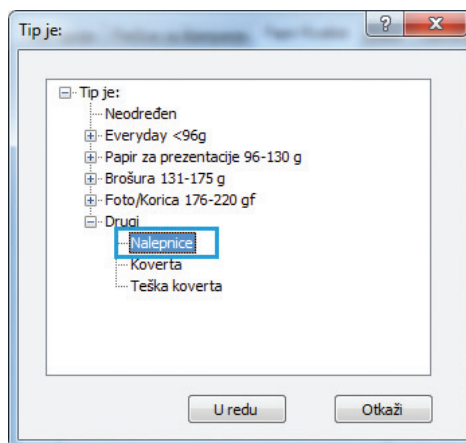 Tip je:
Tip je:
Neodređen
Everyday <96g
Papir za prezentacije 96-130 g
Brošura 131-175 g
Foto/Korica 176-220 gf
Drugi
Nalepnice
Koverta
Teška koverta
U redu
Otkaži